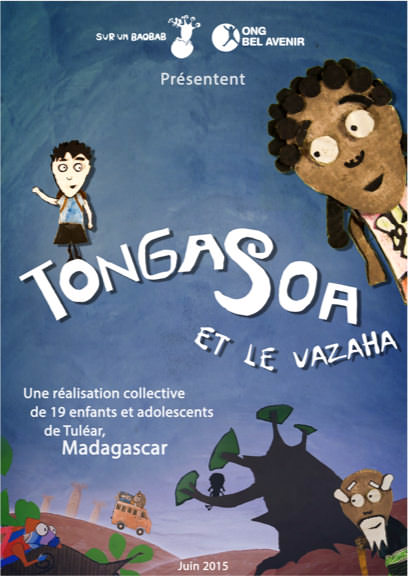 SUR UN BAOBAB
ONG
BEL AVENIR
Présentent
TONGASOA
ET LE VAZAHA
Une réalisation collective
de 19 enfants et adolescents
de Tuléar,
Madagascar
Juin 2015